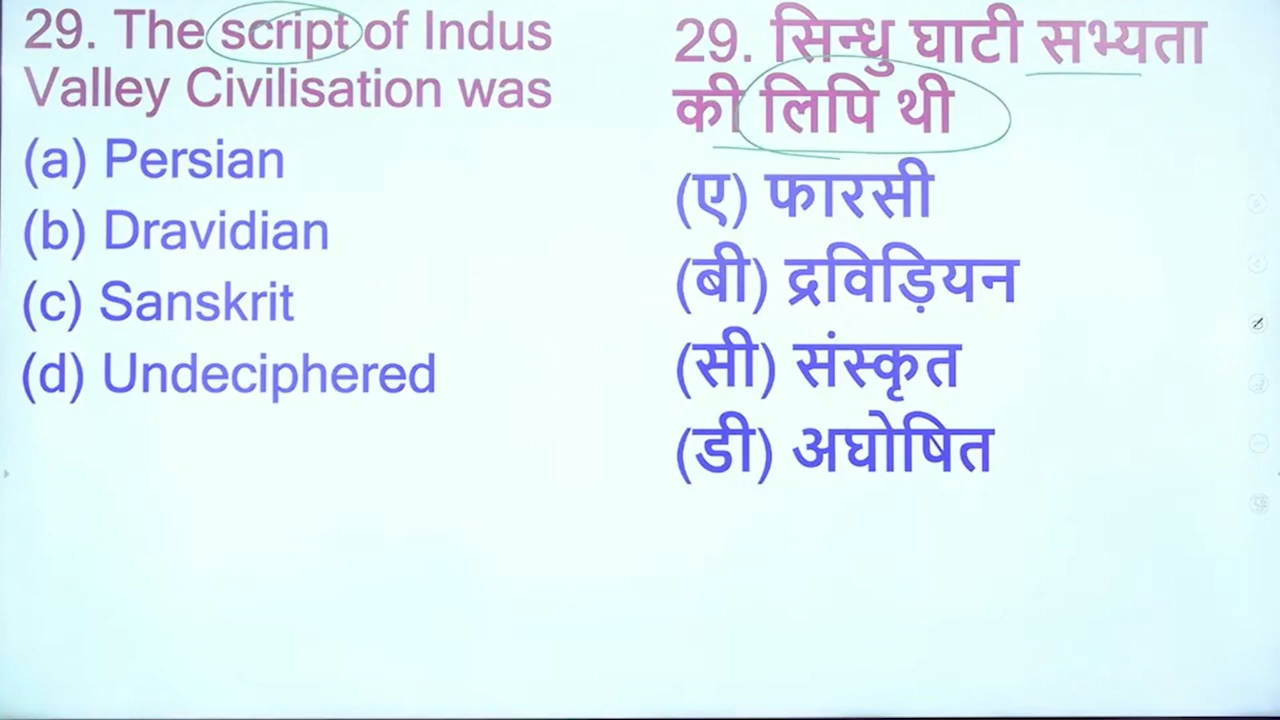 29. The script of Indus
Valley Civilisation was
(a) Persian
(b) Dravidian
(c) Sanskrit
(d) Undeciphered
29. सिन्धु घाटी सभ्यता
की लिपि थी
(ए) फारसी
(बी) द्रविड़ियन
(सी) संस्कृत
(डी) अघोषित